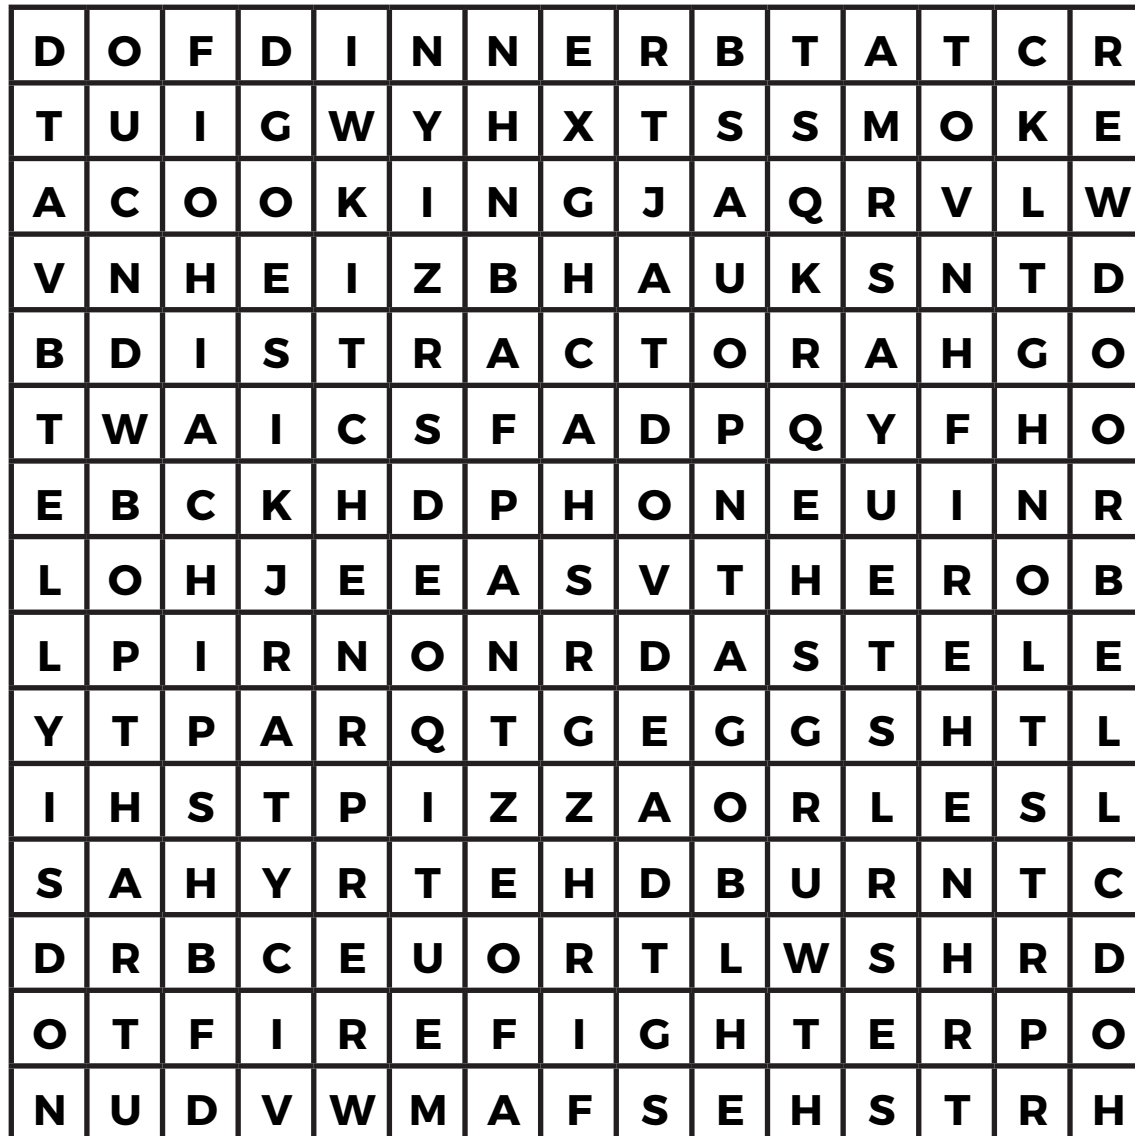 D O F D I N N E R B T A T C R
T U I G W Y H X T S S M O K E
A C O O K I N G J A Q R V L W
V N H E I Z B H A U K S N T D
B D I S T R A C T O R A H G O
T W A I C S F A D P Q Y F H O
E B C K H D P H O N E U I N R
L O H J E E A S V T H E R O B
L P I R N O N R D A S T E L E
Y T P A R Q T G E G G S H T L
I H S T P I Z Z A O R L E S L
S A H Y R T E H D B U R N T C
D R B C E U O R T L W S H R D
O T F I R E F I G H T E R P O
N U D V W M A F S E H S T R H